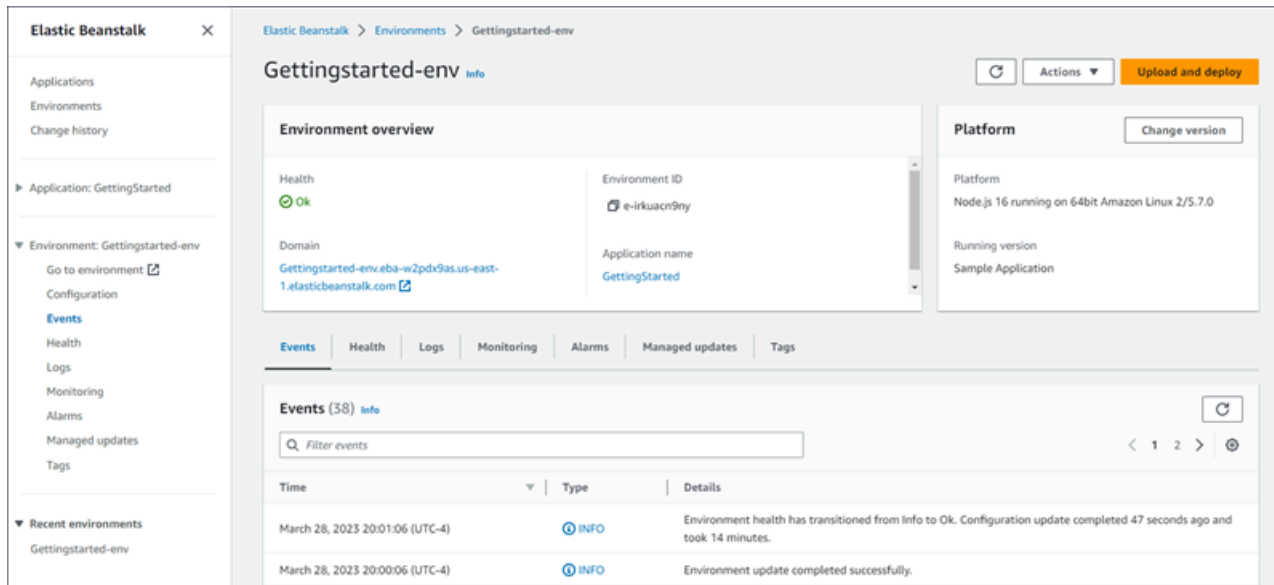 Elastic Beanstalk
Applications
Environments
Change history
Application: GettingStarted
Environment: Gettingstarted-env
Go to environment
Configuration
Events
Health
Logs
Monitoring
Alarms
Managed updates
Tags
Recent environments
Gettingstarted-env
Elastic Beanstalk > Environments > Gettingstarted-env
Gettingstarted-env Info
Actions
Upload and deploy
Environment overview
Health
Ok
Domain
Gettingstarted-env.eba-w2pdx9as.us-east-
1.elasticbeanstalk.com
Environment ID
e-irkuacn9ny
Application name
GettingStarted
Platform
Change version
Platform
Node.js 16 running on 64bit Amazon Linux 2/5.7.0
Running version
Sample Application
Events Health Logs Monitoring Alarms Managed updates Tags
Events (38) Info
Filter events
1 2
Time Type Details
March 28, 2023 20:01:06 (UTC-4) INFO Environment health has transitioned from Info to Ok. Configuration update completed 47 seconds ago and
took 14 minutes.
March 28, 2023 20:00:06 (UTC-4) INFO Environment update completed successfully.